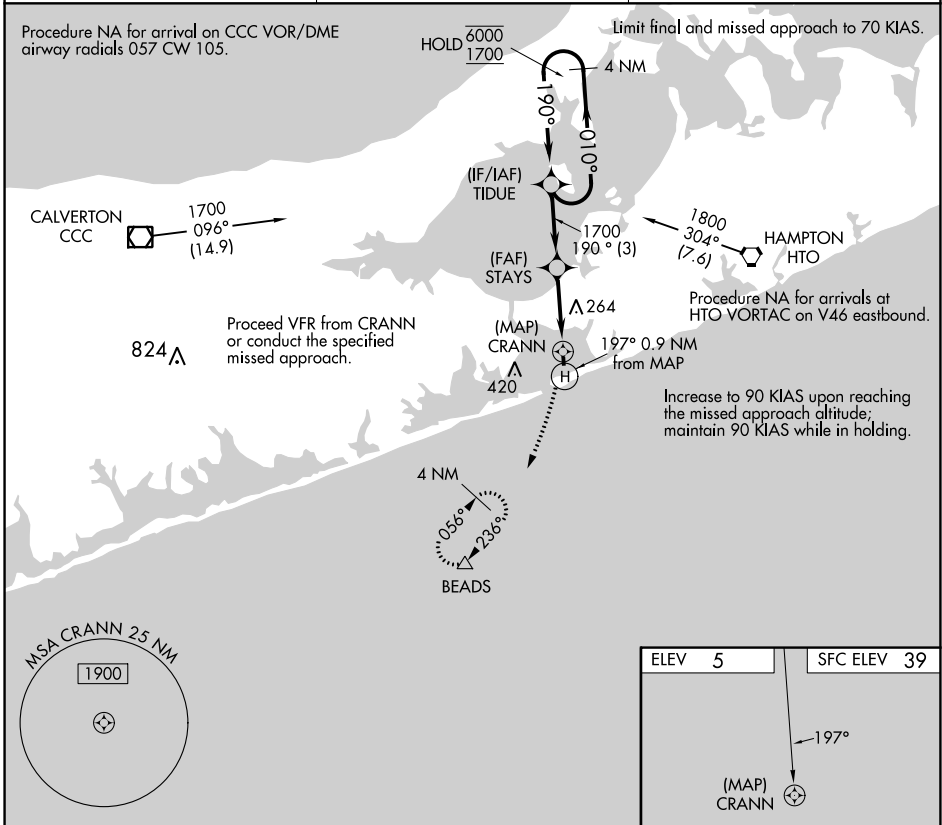 Procedure NA for arrival on CCC VOR/DME
airway radials 057 CW 105.
HOLD 6000
1700
4 NM
Limit final and missed approach to 70 KIAS.
190°
010°
(IF/IAF)
TIDUE
CALVERTON
CCC
1700
096°
(14.9)
1700
190 ° (3)
1800
304°
(7.6)
HAMPTON
HTO
(FAF)
STAYS
Procedure NA for arrivals at
HTO VORTAC on V46 eastbound.
264
Proceed VFR from CRANN
or conduct the specified
missed approach.
824
(MAP)
CRANN
197° 0.9 NM
from MAP
420
H
Increase to 90 KIAS upon reaching
the missed approach altitude;
maintain 90 KIAS while in holding.
4 NM
056°
236°
BEADS
MSA CRANN 25 NM
1900
ELEV 5
SFC ELEV 39
197°
(MAP)
CRANN